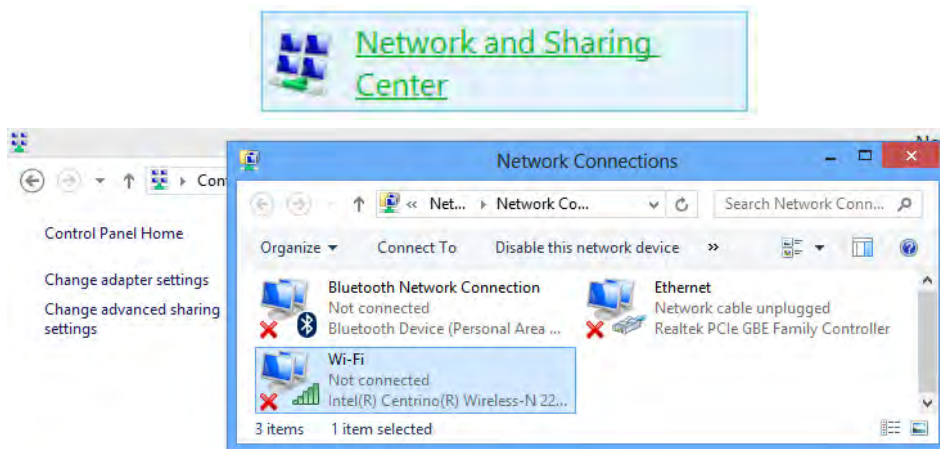 Network and Sharing
Center
Network Connections
Con
Net...
Network Co...
Search Network Conn...
Control Panel Home
Change adapter settings
Change advanced sharing
settings
Organize
Connect To
Disable this network device
»
Bluetooth Network Connection
Not connected
Bluetooth Device (Personal Area ...
Ethernet
Network cable unplugged
Realtek PCIe GBE Family Controller
Wi-Fi
Not connected
Intel(R) Centrino(R) Wireless-N 22...
3 items
1 item selected